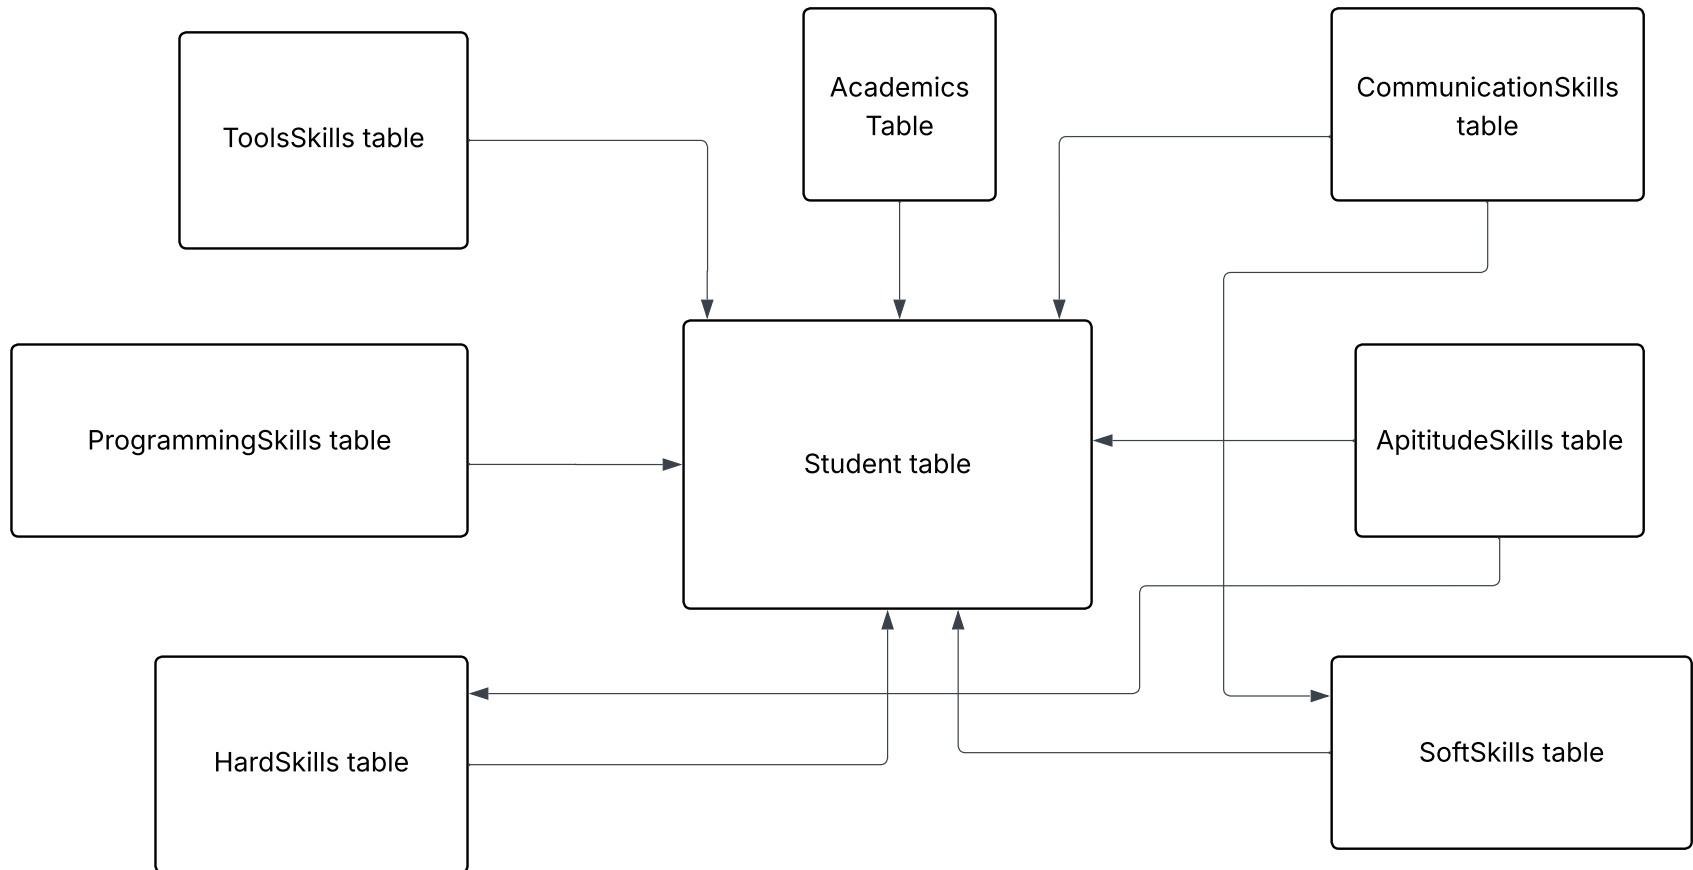 ToolsSkills table
Academics
Table
CommunicationSkills
table
ProgrammingSkills table
Student table
ApititudeSkills table
HardSkills table
SoftSkills table